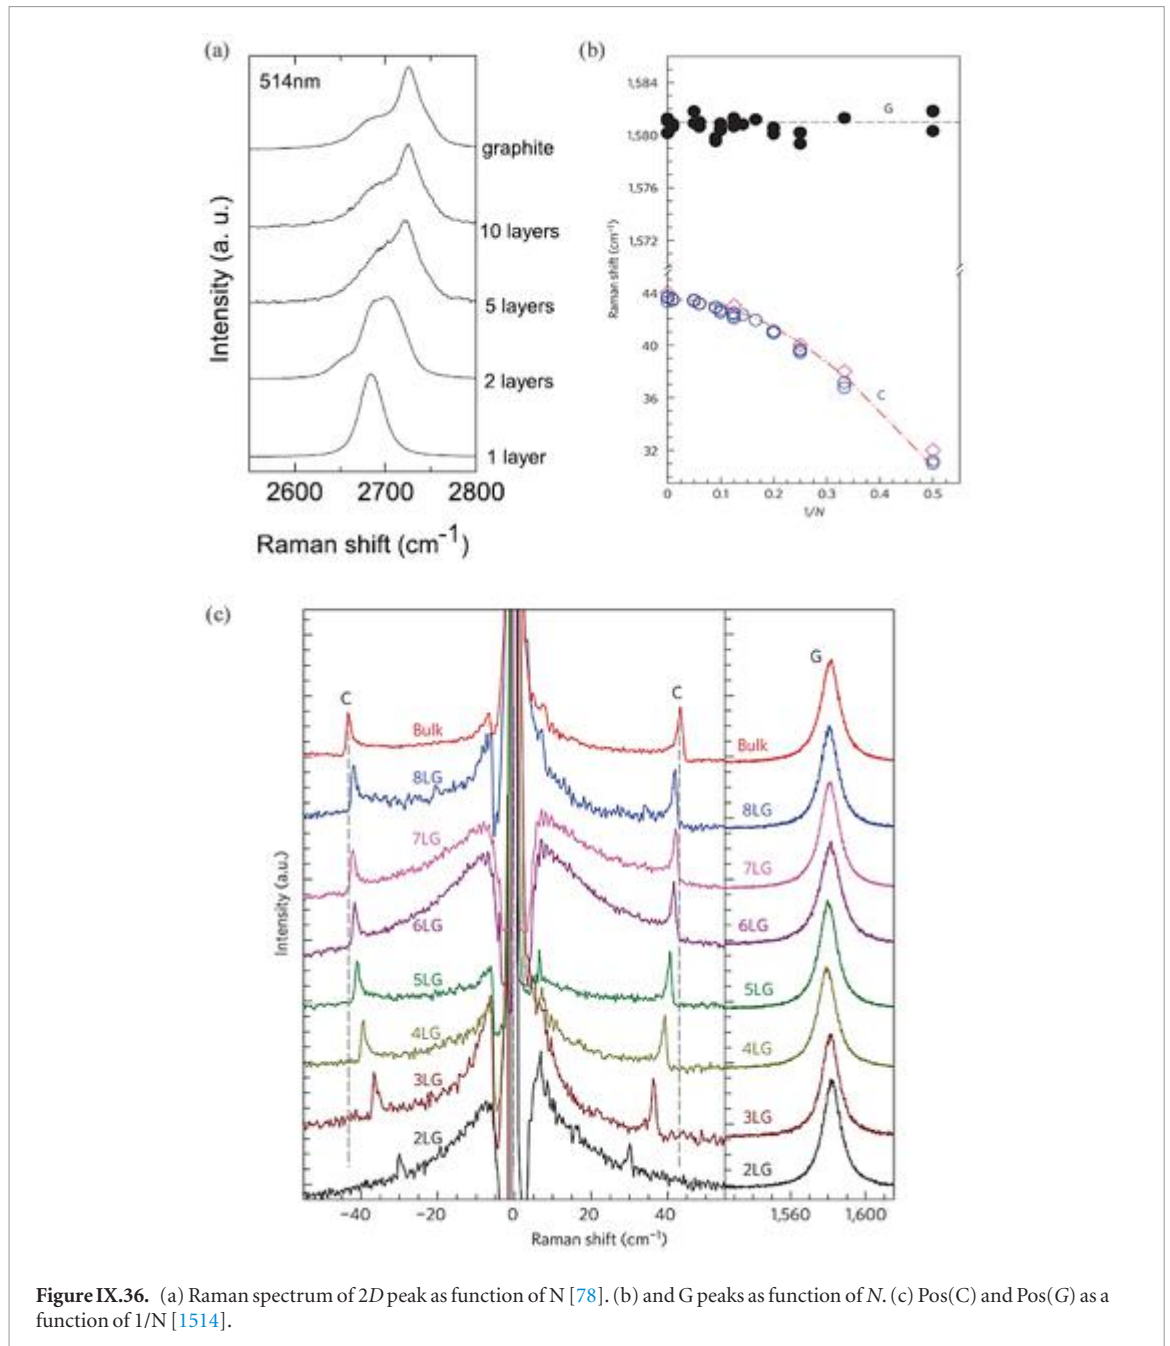 (a)
514nm
graphite
10 layers
5 layers
2 layers
1 layer
Intensity (a. u.)
2600 2700 2800
Raman shift (cm⁻¹)
(b)
1,584
1,580
1,576
1,572
44
40
36
32
G
C
Raman shift (cm⁻¹)
0 0.1 0.2 0.3 0.4 0.5
1/N
(c)
C C G
Bulk Bulk
8LG 8LG
7LG 7LG
6LG 6LG
5LG 5LG
4LG 4LG
3LG 3LG
2LG 2LG
Intensity (a.u.)
−40 −20 0 20 40 1,560 1,600
Raman shift (cm⁻¹)
Figure IX.36. (a) Raman spectrum of 2D peak as function of N [78]. (b) and G peaks as function of N. (c) Pos(C) and Pos(G) as a
function of 1/N [1514].